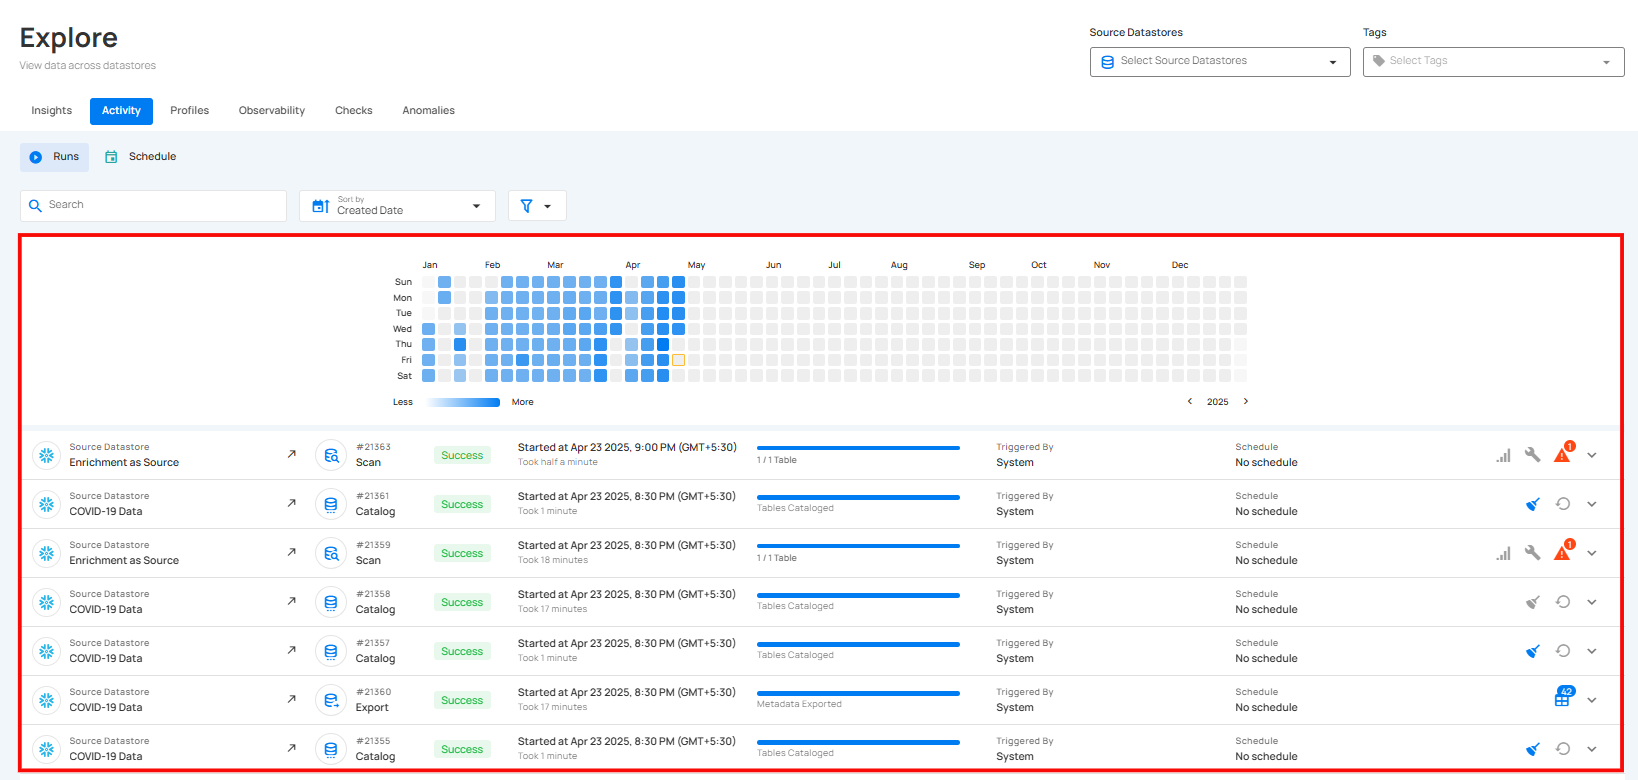 Explore
View data across datastores
Source Datastores
Select Source Datastores
Tags
Select Tags
Insights Activity Profiles Observability Checks Anomalies
Runs Schedule
Search
Sort by
Created Date
Jan Feb Mar Apr May Jun Jul Aug Sep Oct Nov Dec
Sun
Mon
Tue
Wed
Thu
Fri
Sat
Less More
2025
Source Datastore #21363 Started at Apr 23 2025, 9:00 PM (GMT+5:30) Triggered By Schedule 1
Enrichment as Source Scan Success Took half a minute 1 / 1 Table System No schedule
Source Datastore #21361 Started at Apr 23 2025, 8:30 PM (GMT+5:30) Triggered By Schedule
COVID-19 Data Catalog Success Took 1 minute Tables Cataloged System No schedule
Source Datastore #21359 Started at Apr 23 2025, 8:30 PM (GMT+5:30) Triggered By Schedule 1
Enrichment as Source Scan Success Took 18 minutes 1 / 1 Table System No schedule
Source Datastore #21358 Started at Apr 23 2025, 8:30 PM (GMT+5:30) Triggered By Schedule
COVID-19 Data Catalog Success Took 17 minutes Tables Cataloged System No schedule
Source Datastore #21357 Started at Apr 23 2025, 8:30 PM (GMT+5:30) Triggered By Schedule
COVID-19 Data Catalog Success Took 1 minute Tables Cataloged System No schedule
Source Datastore #21360 Started at Apr 23 2025, 8:30 PM (GMT+5:30) Triggered By Schedule 42
COVID-19 Data Export Success Took 17 minutes Metadata Exported System No schedule
Source Datastore #21355 Started at Apr 23 2025, 8:30 PM (GMT+5:30) Triggered By Schedule
COVID-19 Data Catalog Success Took 1 minute Tables Cataloged System No schedule